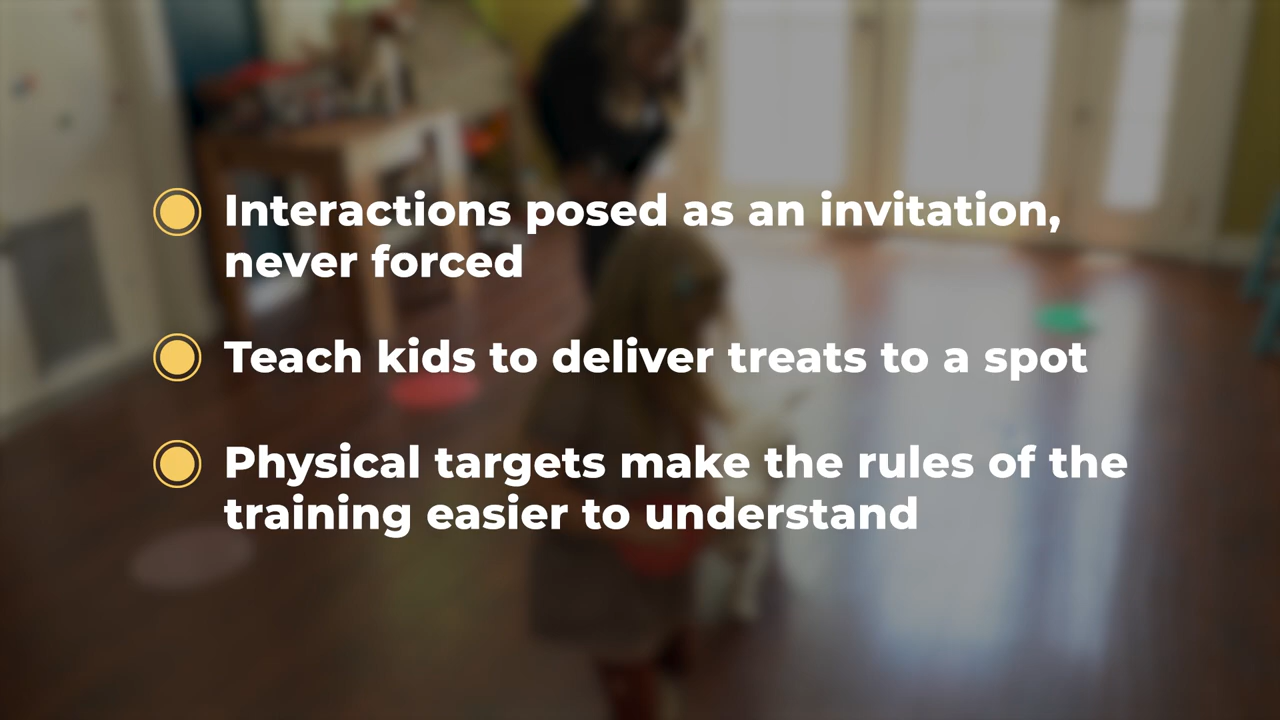 Interactions posed as an invitation,
never forced
Teach kids to deliver treats to a spot
Physical targets make the rules of the
training easier to understand